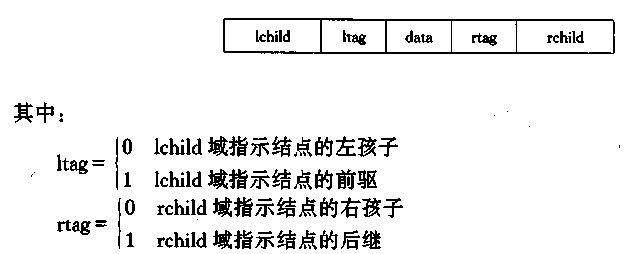 lchild ltag data rtag rchild
其中：
ltag = {0 lchild 域指示结点的左孩子
1 lchild 域指示结点的前驱
rtag = {0 rchild 域指示结点的右孩子
1 rchild 域指示结点的后继